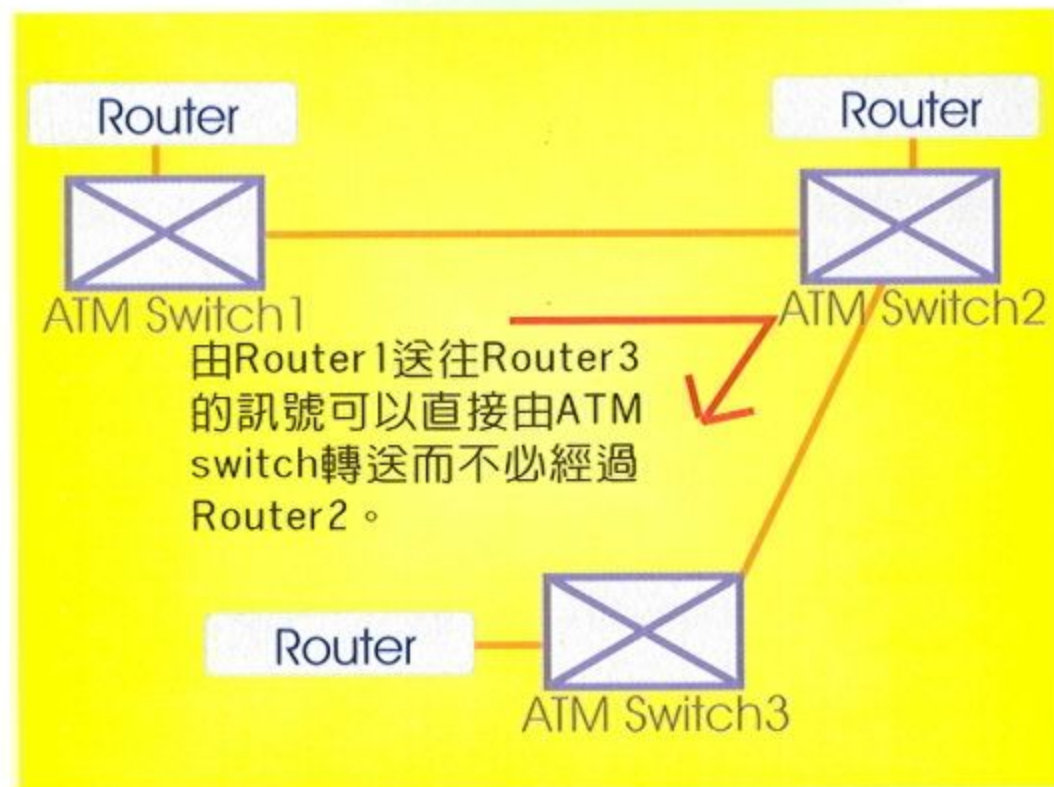 Router
Router
ATM Switch1
ATM Switch2
由Router1送往Router3
的訊號可以直接由ATM
switch轉送而不必經過
Router2。
Router
ATM Switch3